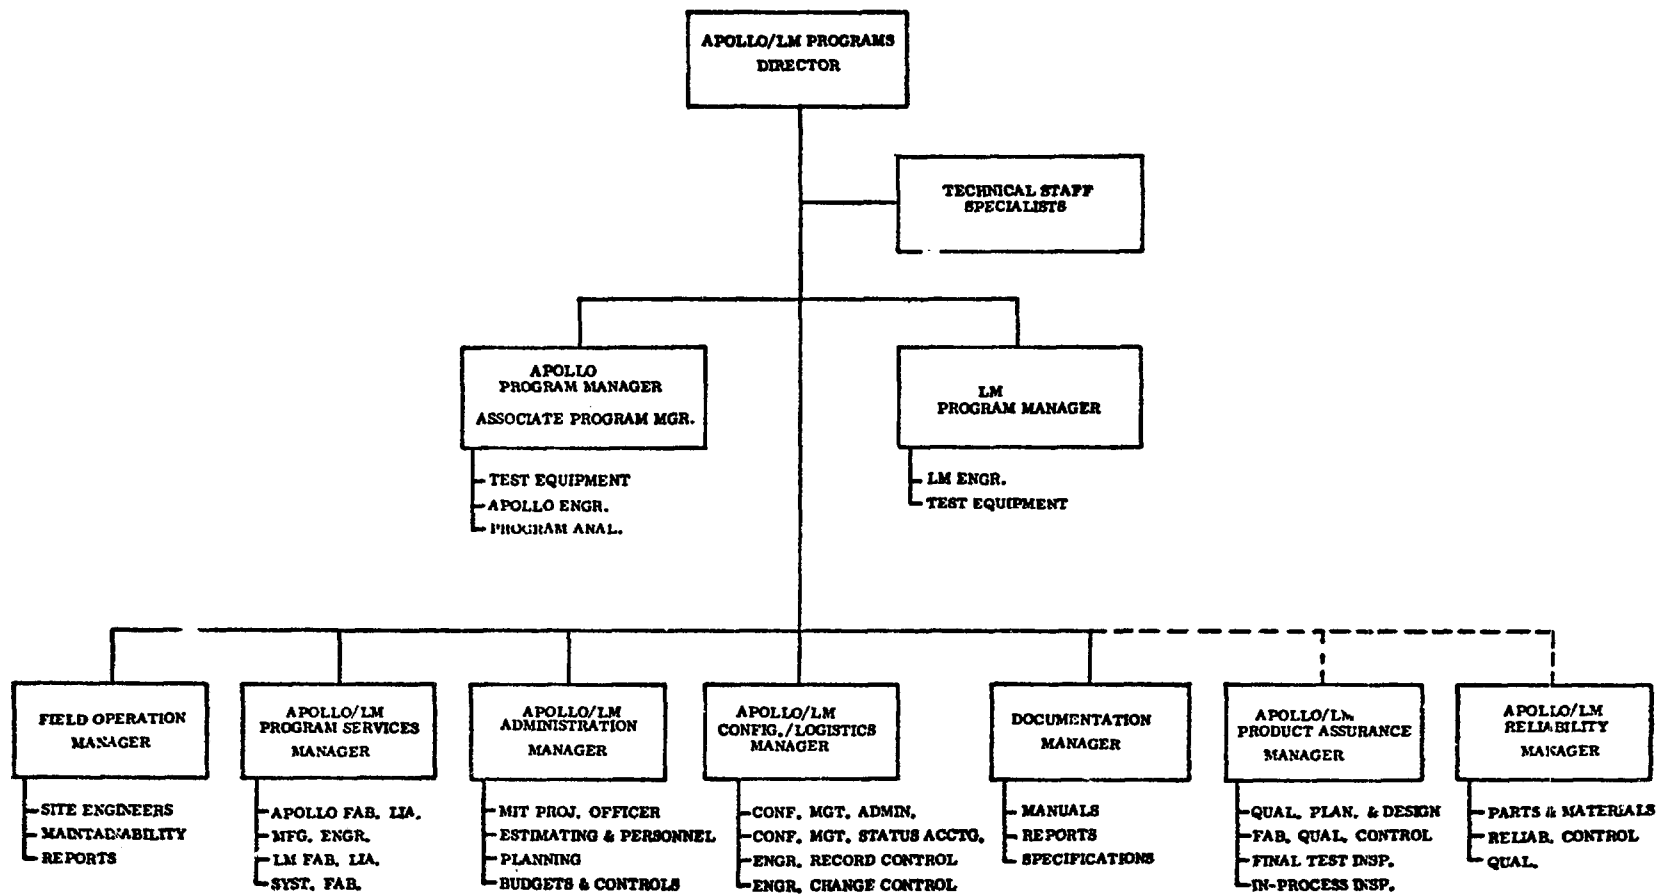 APOLLO/LM PROGRAMS
DIRECTOR
TECHNICAL STAFF
SPECIALISTS
APOLLO
PROGRAM MANAGER
ASSOCIATE PROGRAM MGR.
TEST EQUIPMENT
APOLLO ENGR.
PROGRAM ANAL.
LM
PROGRAM MANAGER
LM ENGR.
TEST EQUIPMENT
FIELD OPERATION
MANAGER
SITE ENGINEERS
MAINTAINABILITY
REPORTS
APOLLO/LM
PROGRAM SERVICES
MANAGER
APOLLO FAB. LIA.
MFG. ENGR.
LM FAB. LIA.
SYST. FAB.
APOLLO/LM
ADMINISTRATION
MANAGER
MIT PROJ. OFFICER
ESTIMATING & PERSONNEL
PLANNING
BUDGETS & CONTROLS
APOLLO/LM
CONFIG./LOGISTICS
MANAGER
CONF. MGT. ADMIN.
CONF. MGT. STATUS ACCTG.
ENGR. RECORD CONTROL
ENGR. CHANGE CONTROL
DOCUMENTATION
MANAGER
MANUALS
REPORTS
SPECIFICATIONS
APOLLO/LM
PRODUCT ASSURANCE
MANAGER
QUAL. PLAN. & DESIGN
FAB. QUAL. CONTROL
FINAL TEST INSP.
IN-PROCESS INSP.
APOLLO/LM
RELIABILITY
MANAGER
PARTS & MATERIALS
RELIAB. CONTROL
QUAL.